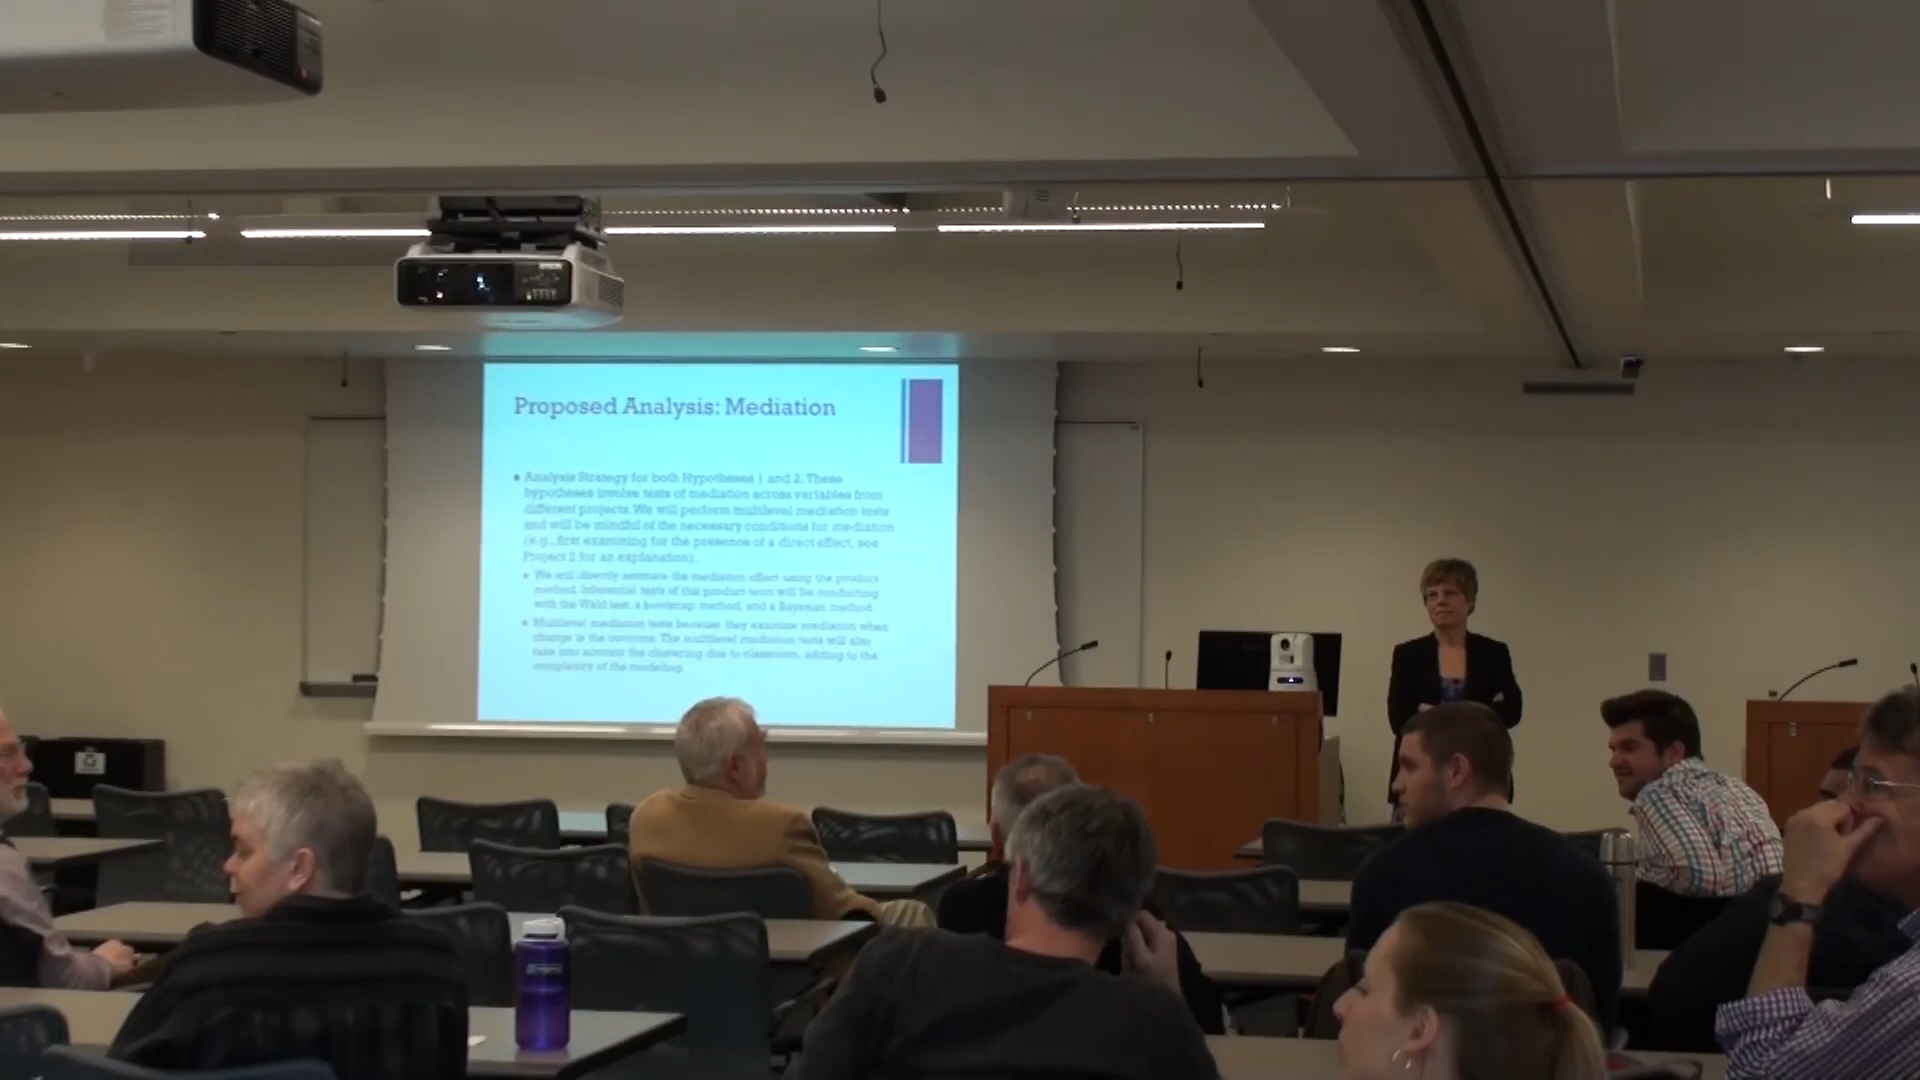 Proposed Analysis: Mediation
Analysis Strategy for both Hypotheses 1 and 2. These
hypotheses involve tests of mediation across variables from
different projects. We will perform multilevel mediation tests
and will be mindful of the necessary conditions for mediation
(e.g., first examining for the presence of a direct effect, see
Project 2 for an explanation).
We will directly estimate the mediation effect using the product
method. Inferential tests of this product term will be conducting
with the Wald test, a bootstrap method, and a Bayesian method.
Multilevel mediation tests because they examine mediation when
change is the outcome. The multilevel mediation tests will also
take into account the clustering due to classroom, adding to the
complexity of the modeling.